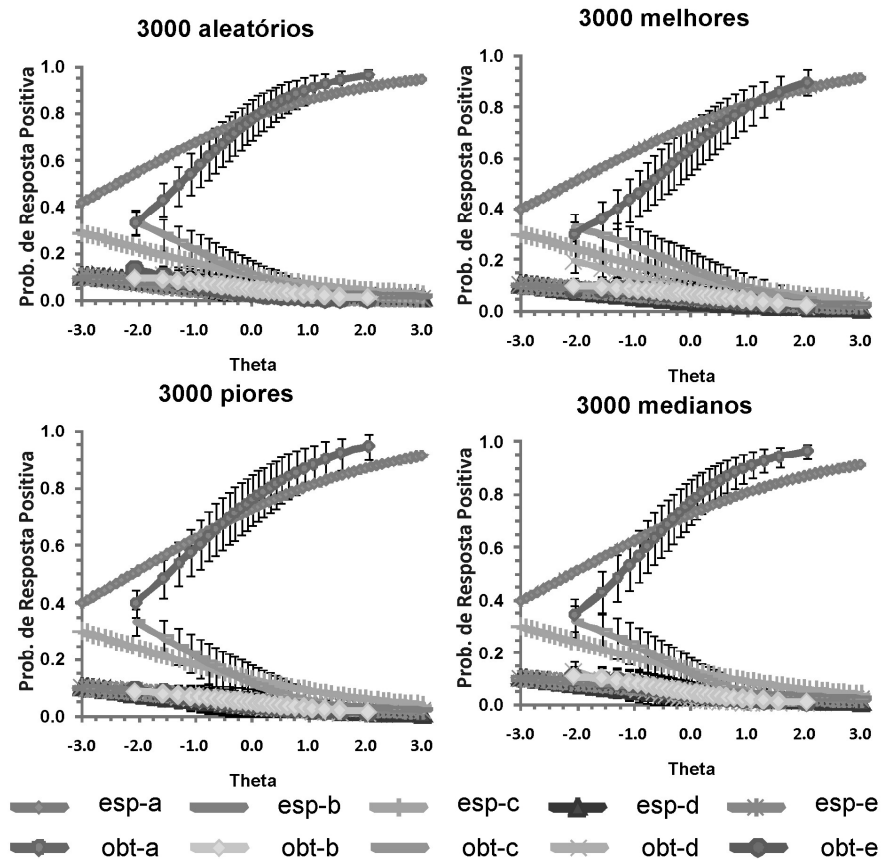 3000 aleatórios
Prob. de Resposta Positiva
1.0
0.8
0.6
0.4
0.2
0.0
-3.0 -2.0 -1.0 0.0 1.0 2.0 3.0
Theta
3000 melhores
Prob. de Resposta Positiva
1.0
0.8
0.6
0.4
0.2
0.0
-3.0 -2.0 -1.0 0.0 1.0 2.0 3.0
Theta
3000 piores
Prob. de Resposta Positiva
1.0
0.8
0.6
0.4
0.2
0.0
-3.0 -2.0 -1.0 0.0 1.0 2.0 3.0
Theta
3000 medianos
Prob. de Resposta Positiva
1.0
0.8
0.6
0.4
0.2
0.0
-3.0 -2.0 -1.0 0.0 1.0 2.0 3.0
Theta
esp-a esp-b esp-c esp-d esp-e
obt-a obt-b obt-c obt-d obt-e